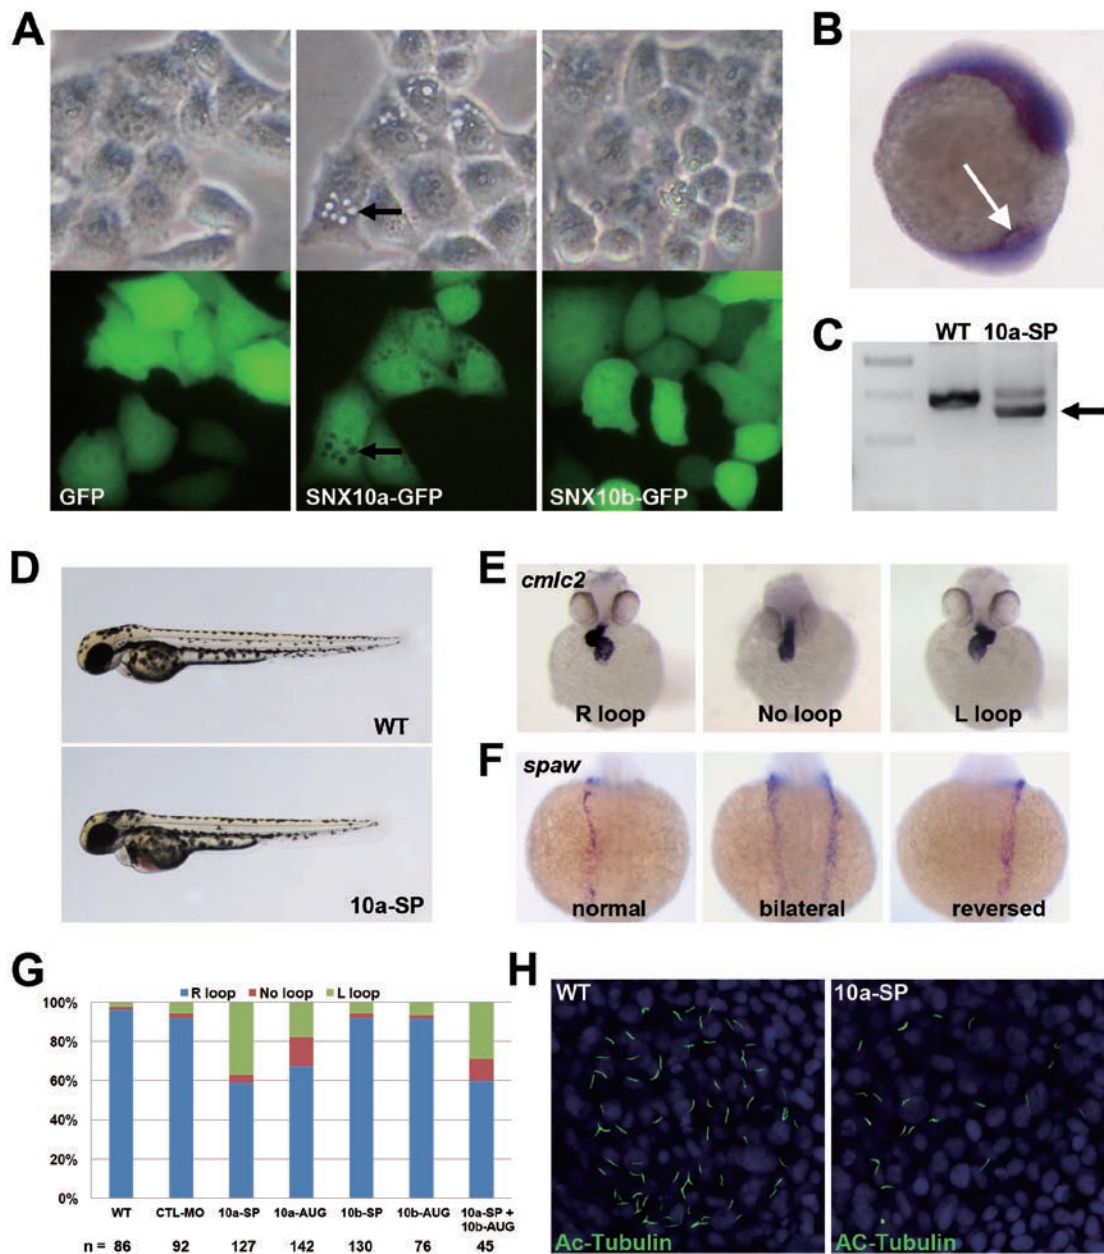 A
B
GFP
SNX10a-GFP
SNX10b-GFP
C
WT 10a-SP
D
WT
10a-SP
E
cmlc2
R loop
No loop
L loop
F
spaw
normal
bilateral
reversed
G
R loop No loop L loop
100%
80%
60%
40%
20%
0%
WT CTL-MO 10a-SP 10a-AUG 10b-SP 10b-AUG 10a-SP +
10b-AUG
n = 86 92 127 142 130 76 45
H
WT
10a-SP
Ac-Tubulin
AC-Tubulin